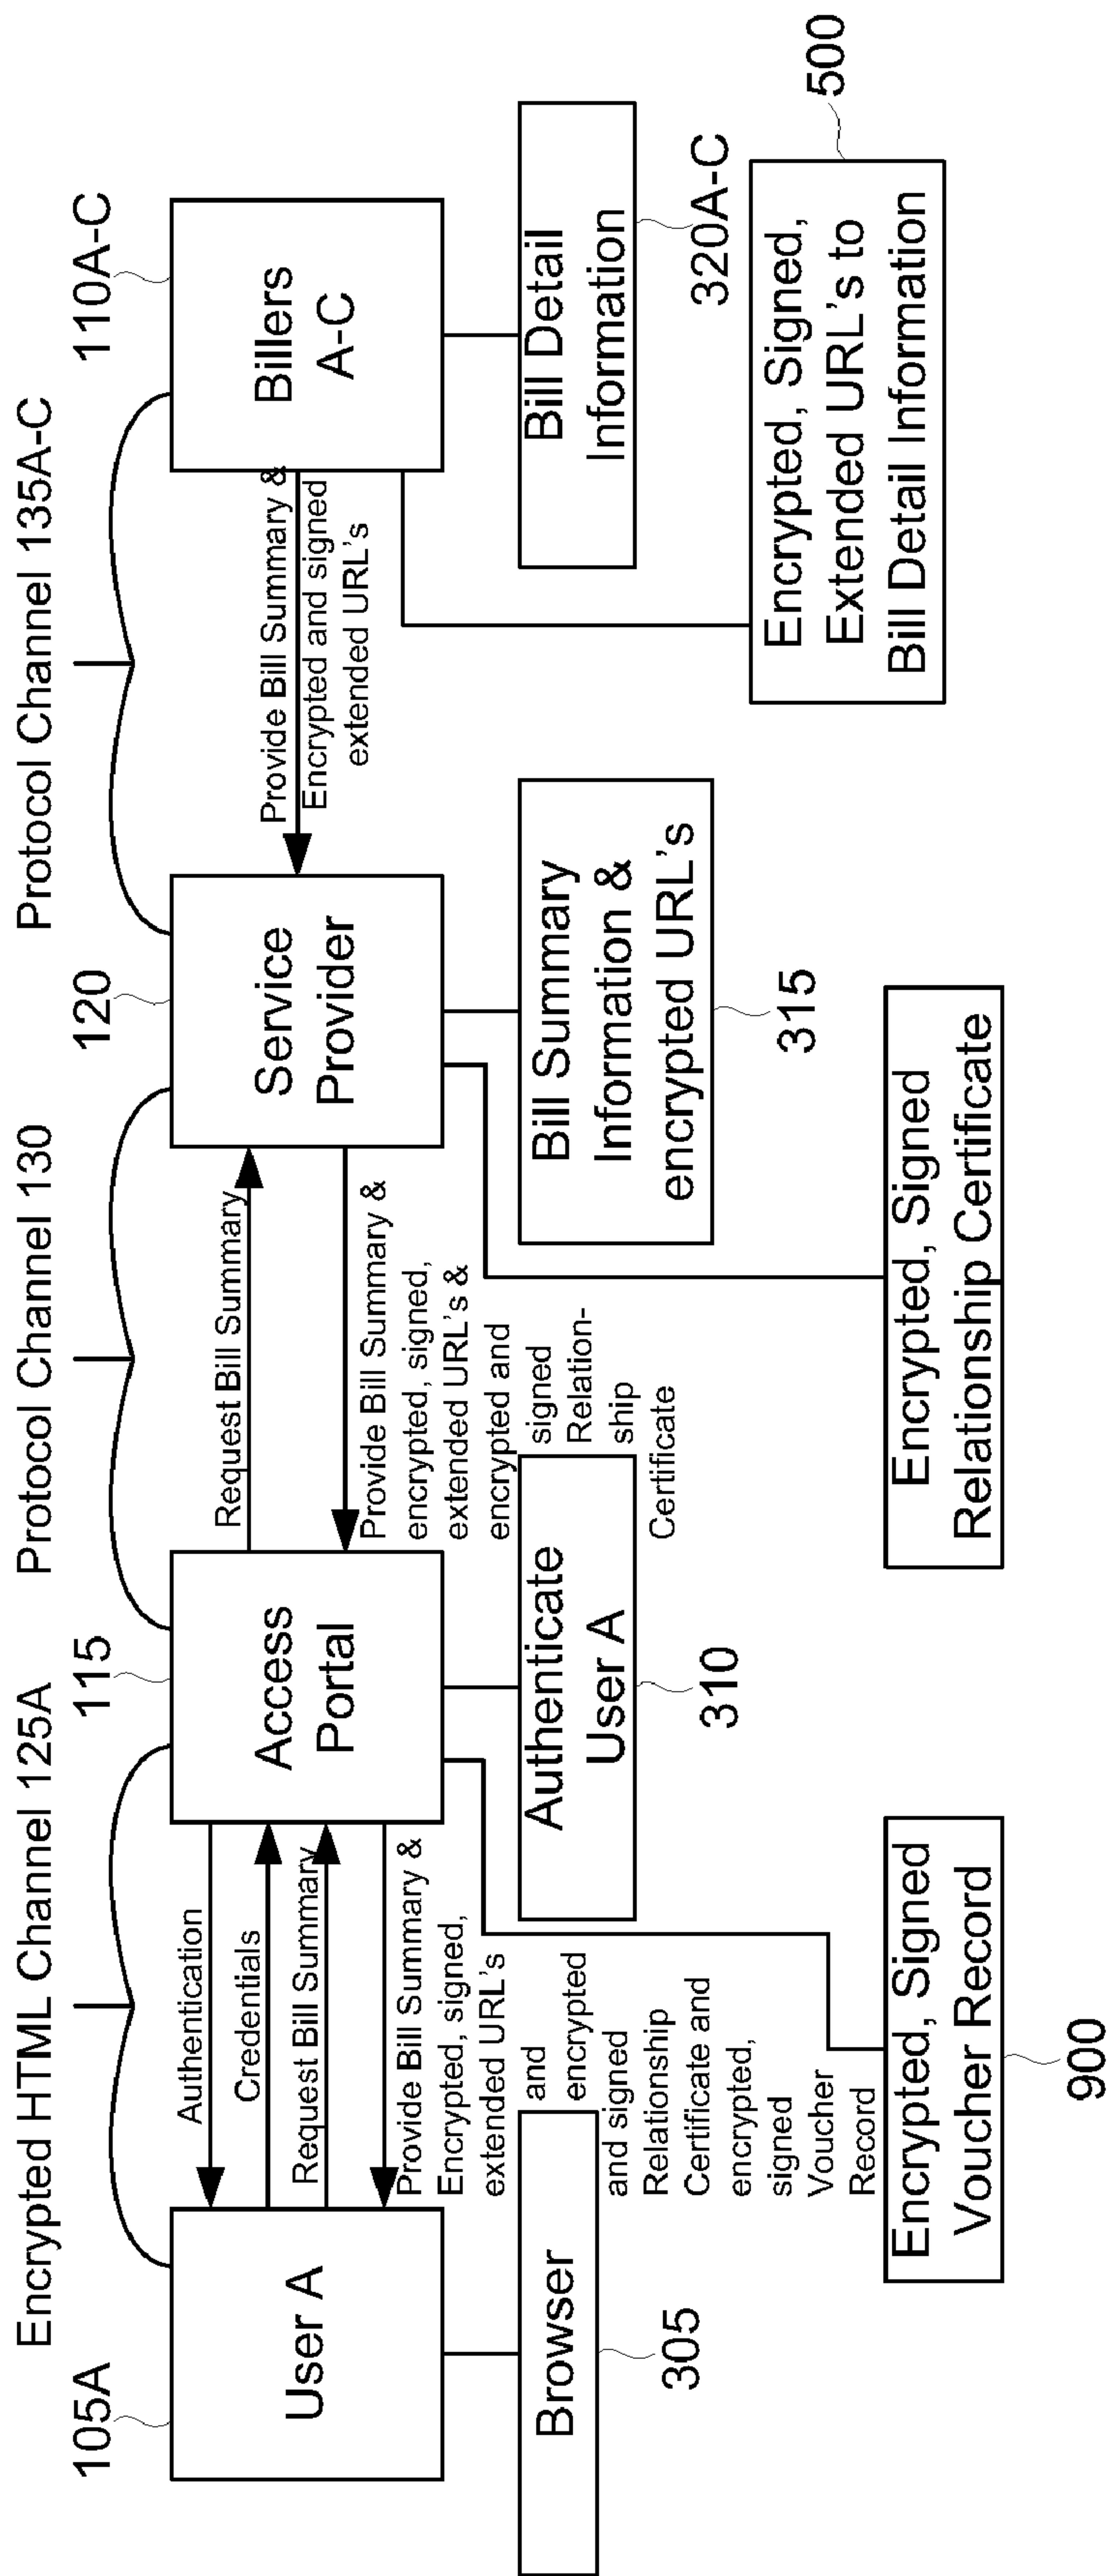 Encrypted HTML Channel 125A
Protocol Channel 130
Protocol Channel 135A-C
105A
115
120
110A-C
User A
Access
Portal
Service
Provider
Billers
A-C
Authentication
Credentials
Request Bill Summary
Provide Bill Summary &
Encrypted, signed,
extended URL's
and
encrypted
and signed
Relationship
Certificate and
encrypted,
signed
Voucher
Record
Request Bill Summary
Provide Bill Summary &
encrypted, signed,
extended URL's &
encrypted and
signed
Relation-
ship
Certificate
Provide Bill Summary &
Encrypted and signed
extended URL's
Browser
305
Authenticate
User A
310
Bill Summary
Information &
encrypted URL's
315
Bill Detail
Information
320A-C
Encrypted, Signed
Voucher Record
900
Encrypted, Signed
Relationship Certificate
Encrypted, Signed,
Extended URL's to
Bill Detail Information
500